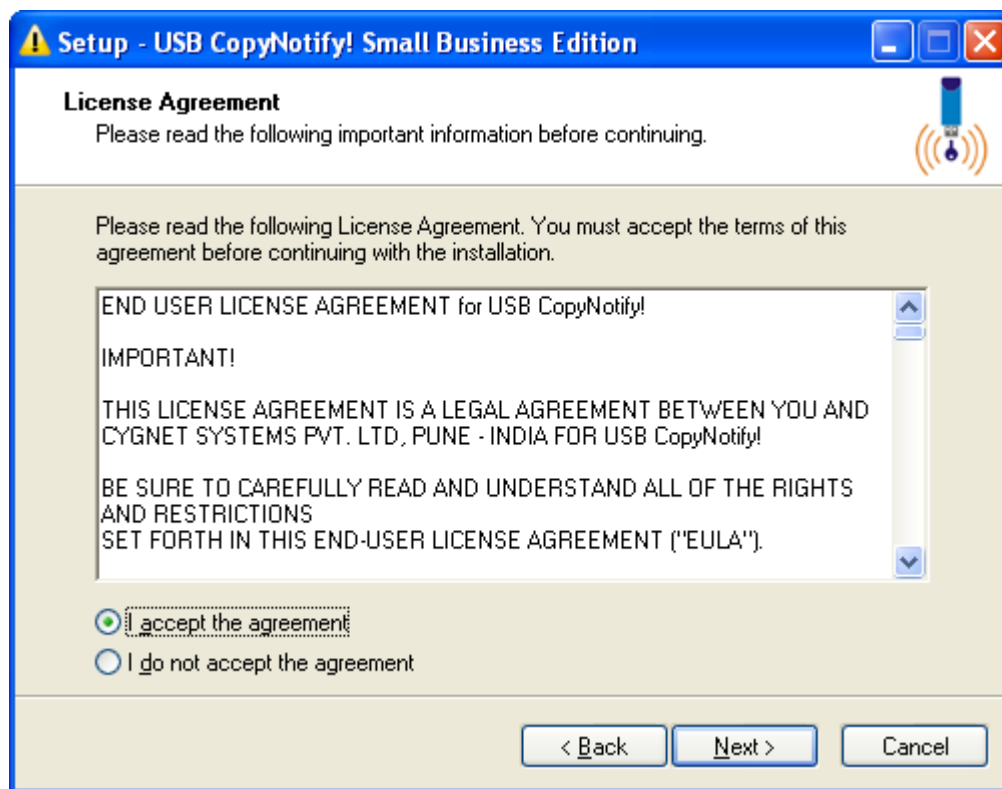 Setup - USB CopyNotify! Small Business Edition
License Agreement
Please read the following important information before continuing.
Please read the following License Agreement. You must accept the terms of this
agreement before continuing with the installation.
END USER LICENSE AGREEMENT for USB CopyNotify!
IMPORTANT!
THIS LICENSE AGREEMENT IS A LEGAL AGREEMENT BETWEEN YOU AND
CYGNET SYSTEMS PVT. LTD, PUNE - INDIA FOR USB CopyNotify!
BE SURE TO CAREFULLY READ AND UNDERSTAND ALL OF THE RIGHTS
AND RESTRICTIONS
SET FORTH IN THIS END-USER LICENSE AGREEMENT ("EULA").
I accept the agreement
I do not accept the agreement
< Back Next > Cancel